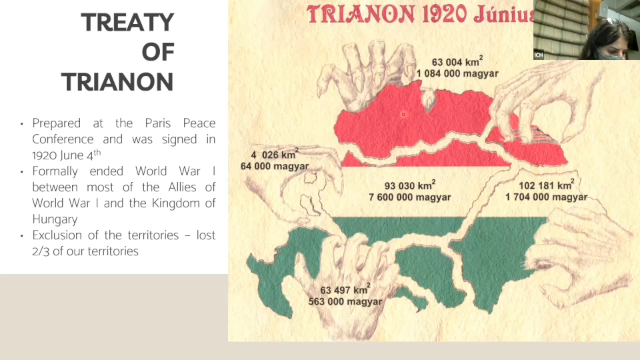 TREATY
OF
TRIANON
• Prepared at the Paris Peace
Conference and was signed in
1920 June 4th
• Formally ended World War I
between most of the Allies of
World War I and the Kingdom of
Hungary
• Exclusion of the territories – lost
2/3 of our territories
TRIANON 1920 Június
63 004 km²
1 084 000 magyar
4 026 km²
64 000 magyar
93 030 km²
7 600 000 magyar
102 181 km²
1 704 000 magyar
63 497 km²
563 000 magyar